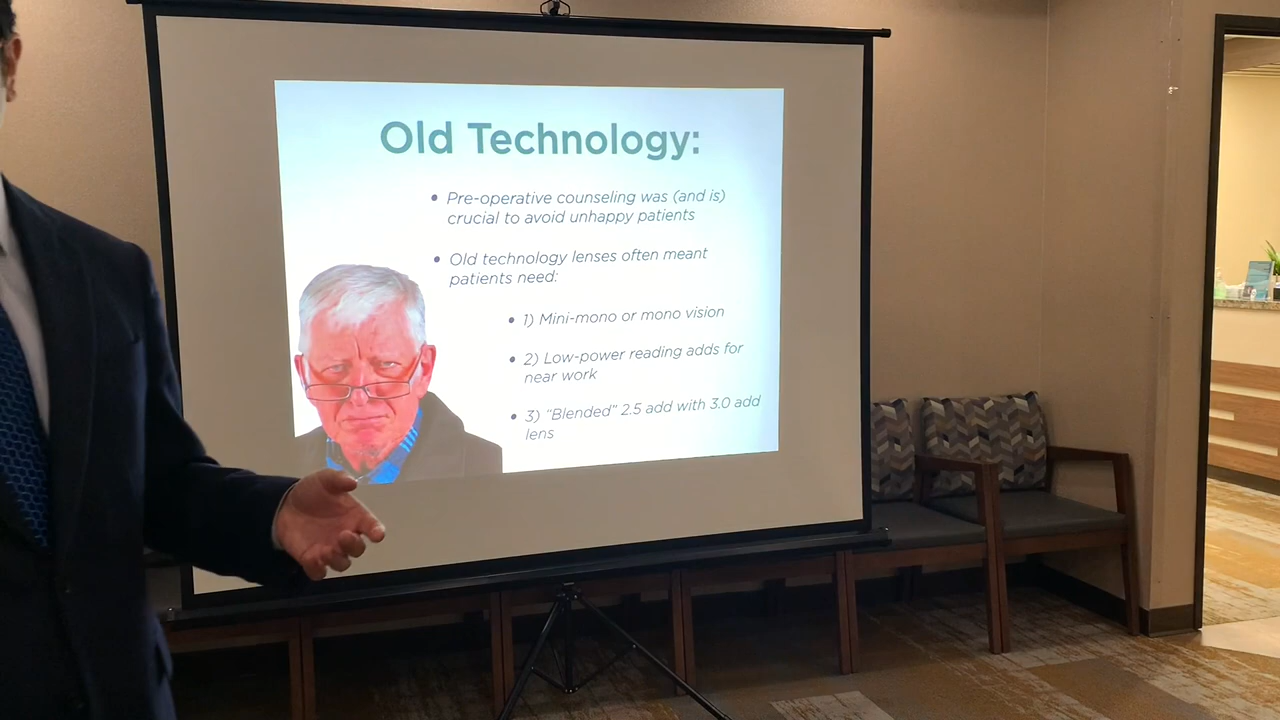 Old Technology:
• Pre-operative counseling was (and is)
crucial to avoid unhappy patients
• Old technology lenses often meant
patients need:
• 1) Mini-mono or mono vision
• 2) Low-power reading adds for
near work
• 3) “Blended” 2.5 add with 3.0 add
lens